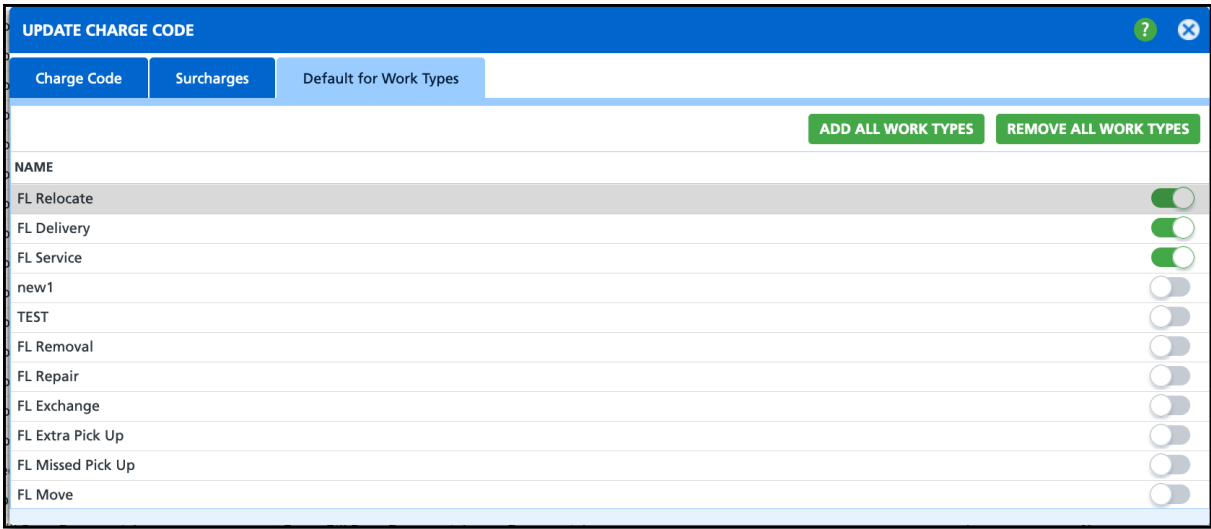 UPDATE CHARGE CODE ?
Charge Code Surcharges Default for Work Types
ADD ALL WORK TYPES REMOVE ALL WORK TYPES
NAME
FL Relocate
FL Delivery
FL Service
new1
TEST
FL Removal
FL Repair
FL Exchange
FL Extra Pick Up
FL Missed Pick Up
FL Move